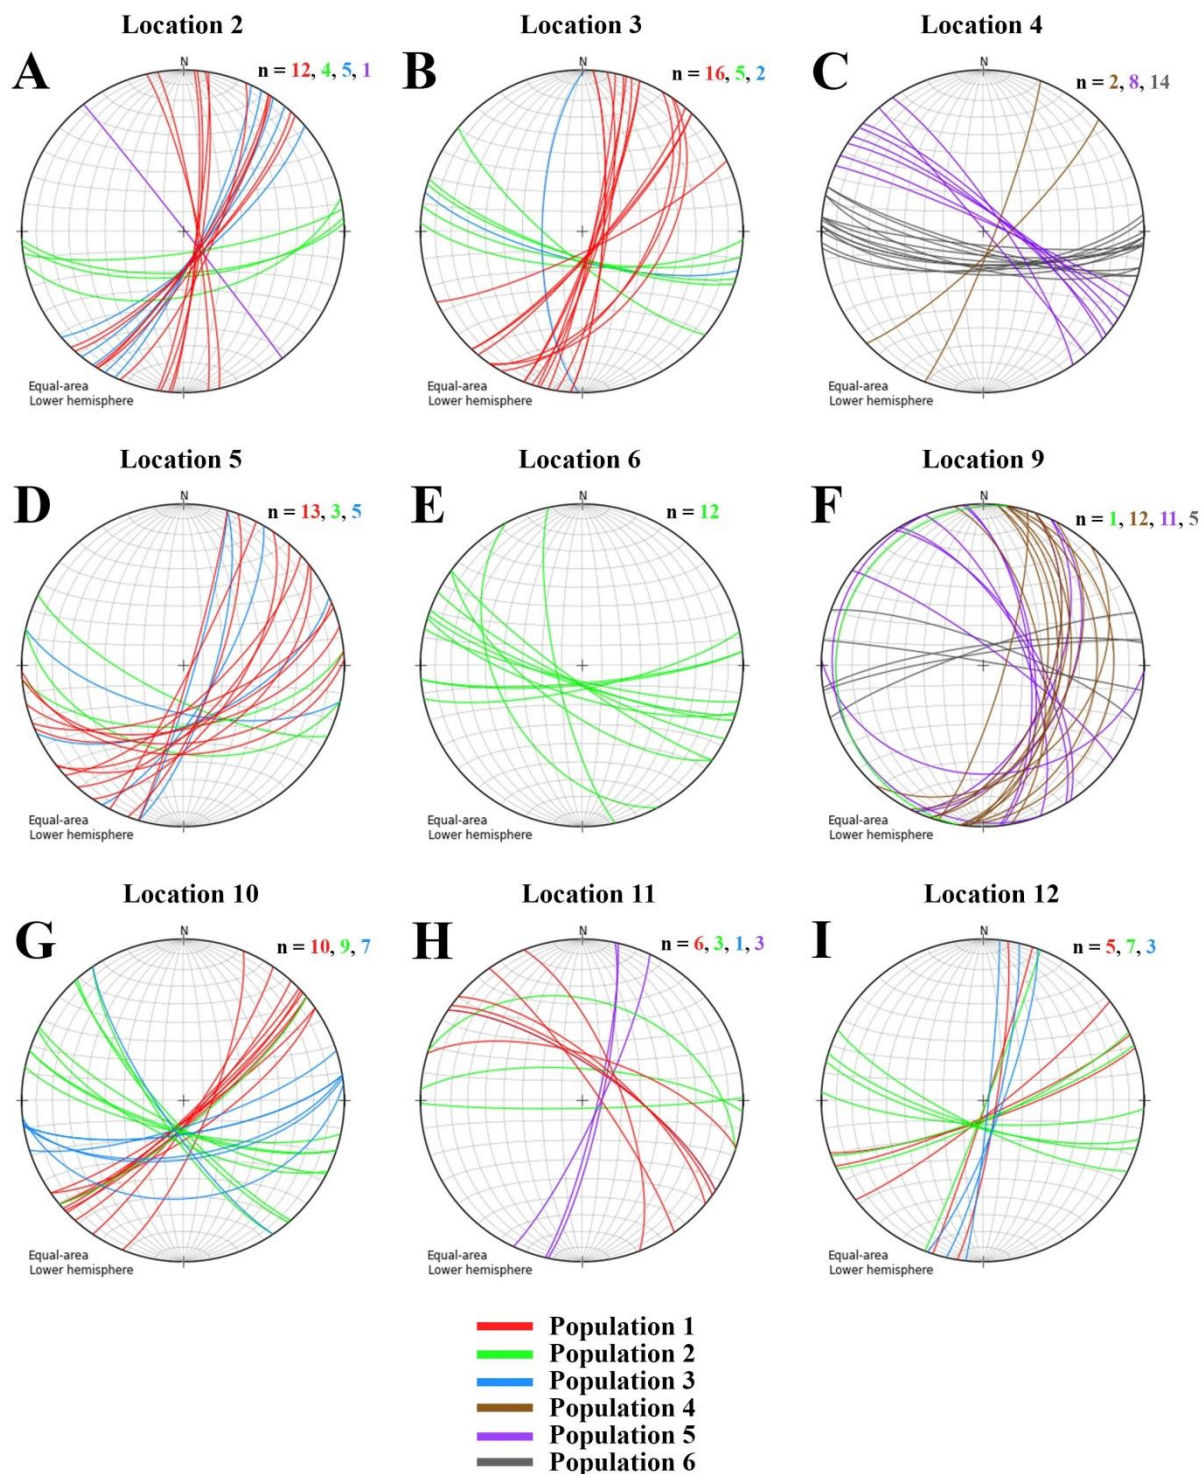 Location 2
Location 3
Location 4
A
N
n = 12, 4, 5, 1
Equal-area
Lower hemisphere
B
N
n = 16, 5, 2
Equal-area
Lower hemisphere
C
N
n = 2, 8, 14
Equal-area
Lower hemisphere
Location 5
Location 6
Location 9
D
N
n = 13, 3, 5
Equal-area
Lower hemisphere
E
N
n = 12
Equal-area
Lower hemisphere
F
N
n = 1, 12, 11, 5
Equal-area
Lower hemisphere
Location 10
Location 11
Location 12
G
N
n = 10, 9, 7
Equal-area
Lower hemisphere
H
N
n = 6, 3, 1, 3
Equal-area
Lower hemisphere
I
N
n = 5, 7, 3
Equal-area
Lower hemisphere
Population 1
Population 2
Population 3
Population 4
Population 5
Population 6